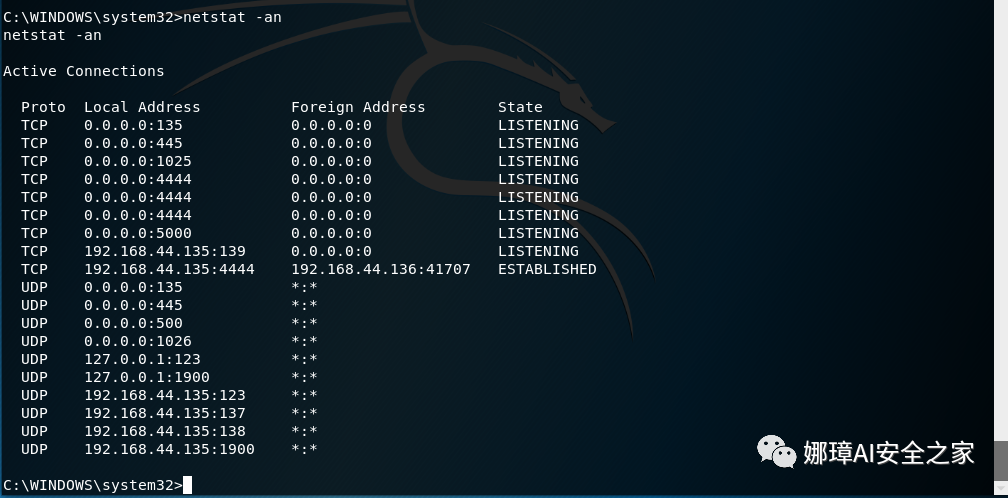 C:\WINDOWS\system32>netstat -an
netstat -an
Active Connections
Proto  Local Address          Foreign Address        State
TCP    0.0.0.0:135            0.0.0.0:0              LISTENING
TCP    0.0.0.0:445            0.0.0.0:0              LISTENING
TCP    0.0.0.0:1025           0.0.0.0:0              LISTENING
TCP    0.0.0.0:4444           0.0.0.0:0              LISTENING
TCP    0.0.0.0:4444           0.0.0.0:0              LISTENING
TCP    0.0.0.0:4444           0.0.0.0:0              LISTENING
TCP    0.0.0.0:5000           0.0.0.0:0              LISTENING
TCP    192.168.44.135:139     0.0.0.0:0              LISTENING
TCP    192.168.44.135:4444    192.168.44.136:41707   ESTABLISHED
UDP    0.0.0.0:135            *:*
UDP    0.0.0.0:445            *:*
UDP    0.0.0.0:500            *:*
UDP    0.0.0.0:1026           *:*
UDP    127.0.0.1:123          *:*
UDP    127.0.0.1:1900         *:*
UDP    192.168.44.135:123     *:*
UDP    192.168.44.135:137     *:*
UDP    192.168.44.135:138     *:*
UDP    192.168.44.135:1900    *:*
娜璋AI安全之家
C:\WINDOWS\system32>